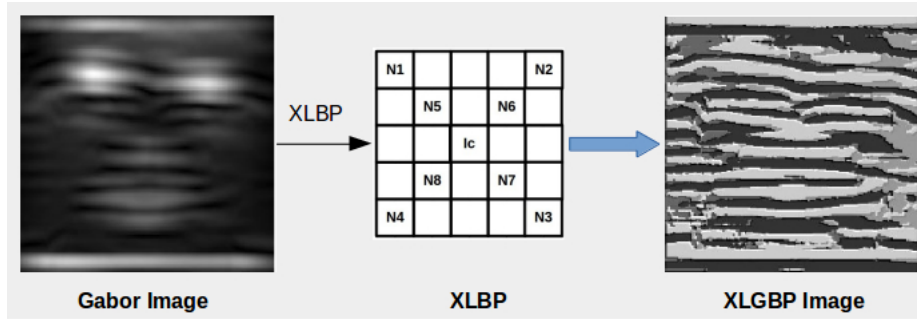 XLBP
N1 N2
N5 N6
Ic
N8 N7
N4 N3
Gabor Image
XLBP
XLGBP Image